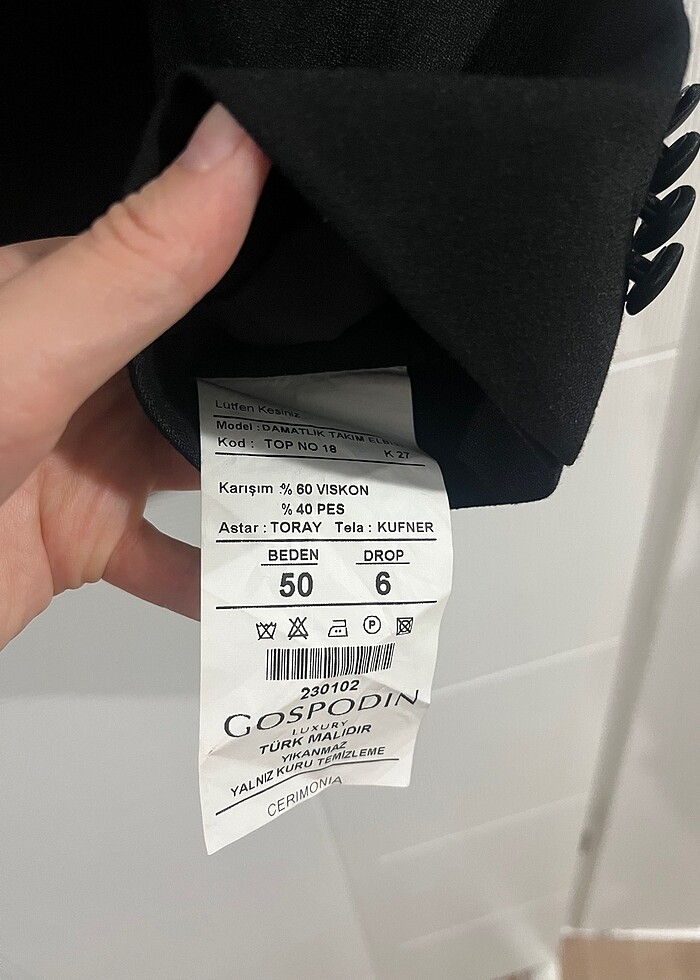 Lütfen Kesiniz
Model : DAMATLIK TAKIM
Kod : TOP NO 18 K 27
Karışım : % 60 VISKON
% 40 PES
Astar : TORAY Tela : KUFNER
BEDEN DROP
50 6
P
230102
GOSPODIN
LUXURY
TÜRK MALIDIR
YIKANMAZ
YALNIZ KURU TEMİZLEME
CERIMONIA